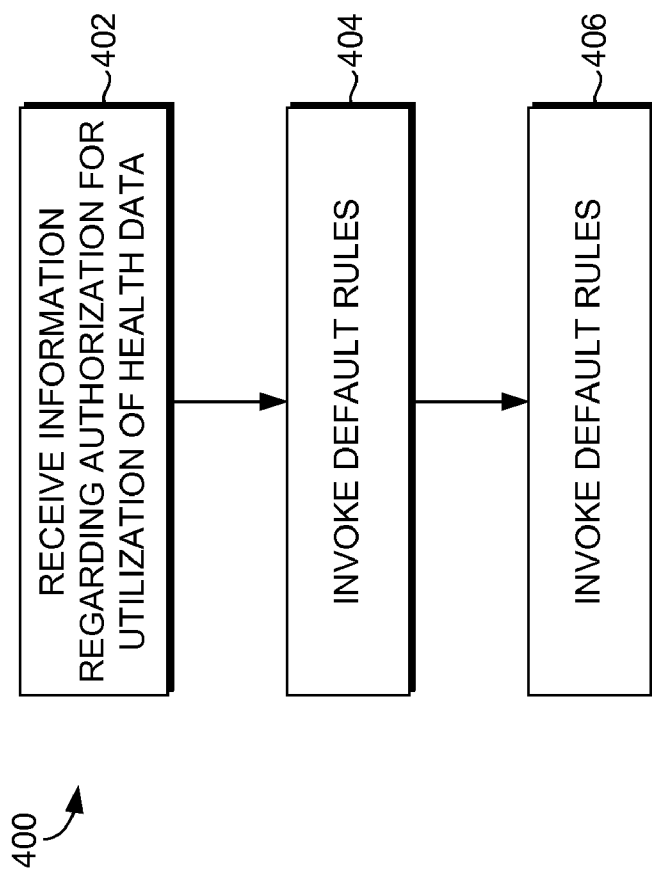 400
RECEIVE INFORMATION
REGARDING AUTHORIZATION FOR
UTILIZATION OF HEALTH DATA
402
INVOKE DEFAULT RULES
404
INVOKE DEFAULT RULES
406